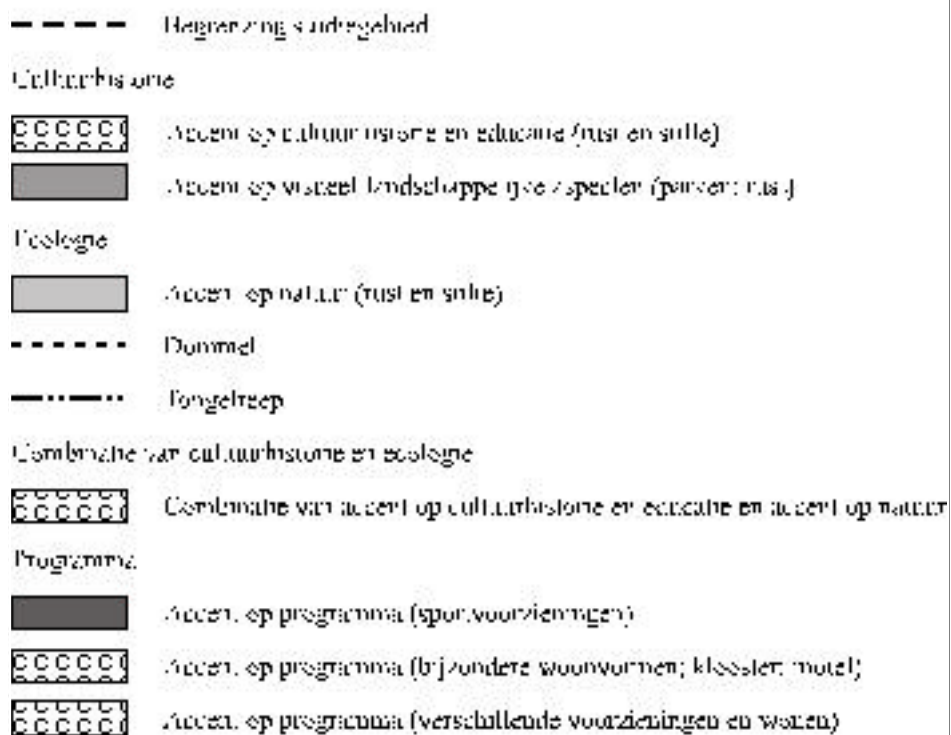 Begrenzing studiegebied
Cultuurhistorie
Accent op cultuurhistorie en educatie (rust en stilte)
Accent op visueel-landschappelijke aspecten (parken; rust)
Ecologie
Accent op natuur (rust en stilte)
Dommel
Tongelreep
Combinatie van cultuurhistorie en ecologie
Combinatie van accent op cultuurhistorie en educatie en accent op natuur
Programma
Accent op programma (sportvoorzieningen)
Accent op programma (bijzondere woonvormen; klooster; motel)
Accent op programma (verschillende voorzieningen en wonen)